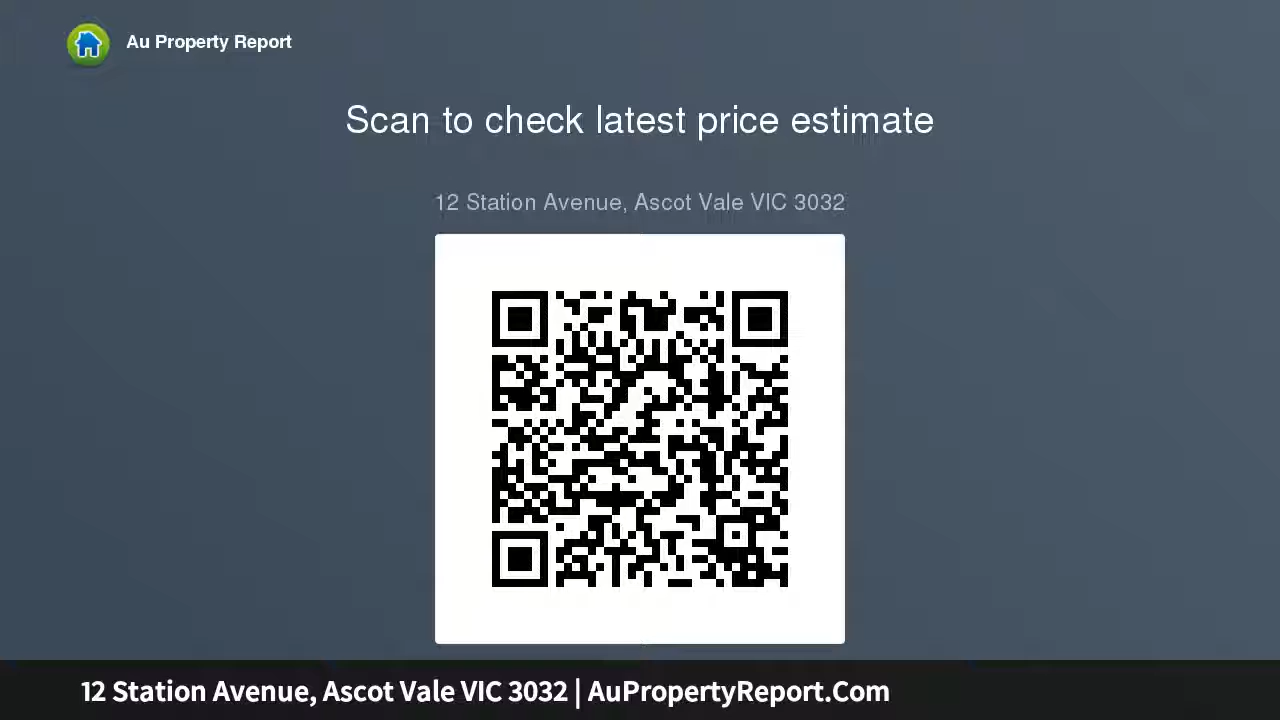 Au Property Report
Scan to check latest price estimate
12 Station Avenue, Ascot Vale VIC 3032
12 Station Avenue, Ascot Vale VIC 3032 | AuPropertyReport.Com